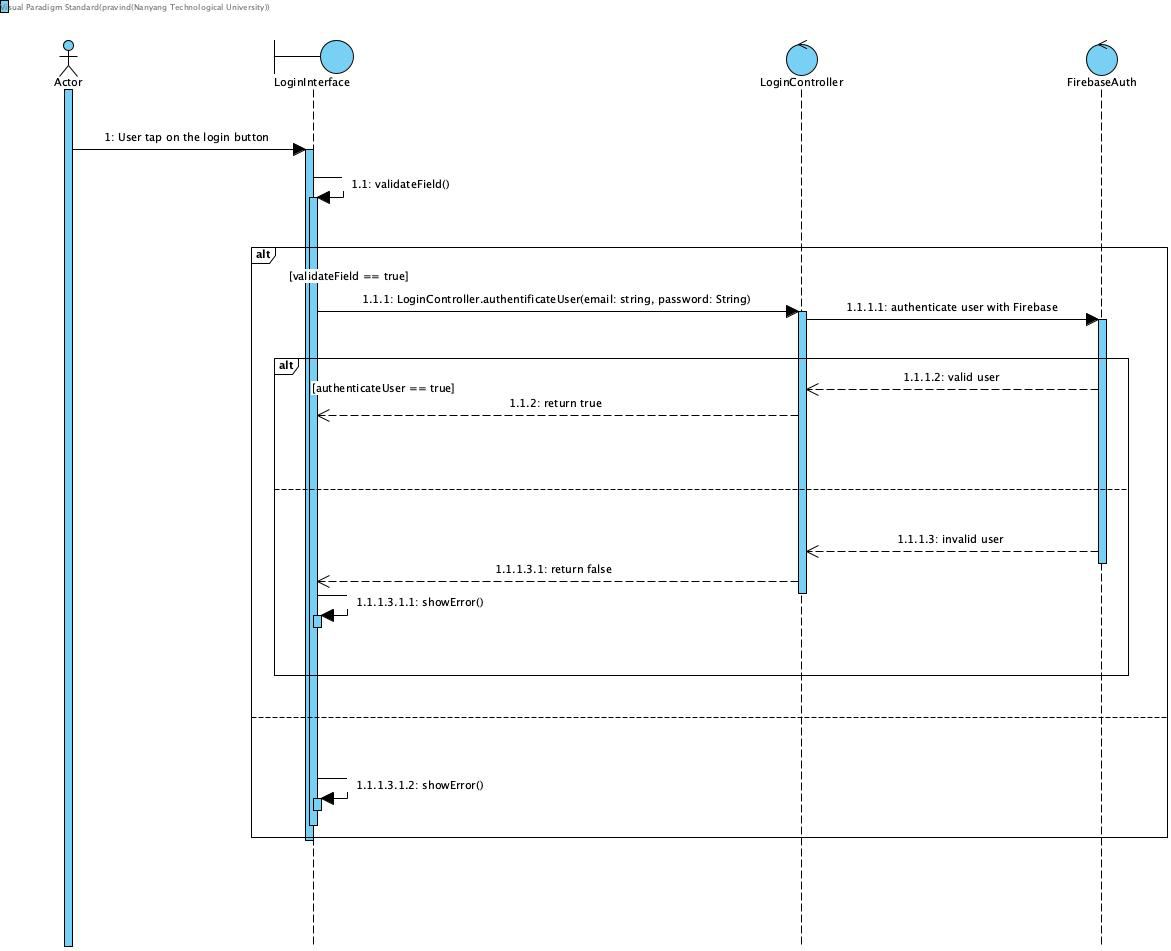 Visual Paradigm Standard(pravind(Nanyang Technological University))
Actor
LoginInterface
LoginController
FirebaseAuth
1: User tap on the login button
1.1: validateField()
alt
[validateField == true]
1.1.1: LoginController.authentificateUser(email: string, password: String)
1.1.1.1: authenticate user with Firebase
alt
[authenticateUser == true]
1.1.1.2: valid user
1.1.2: return true
1.1.1.3: invalid user
1.1.1.3.1: return false
1.1.1.3.1.1: showError()
1.1.1.3.1.2: showError()